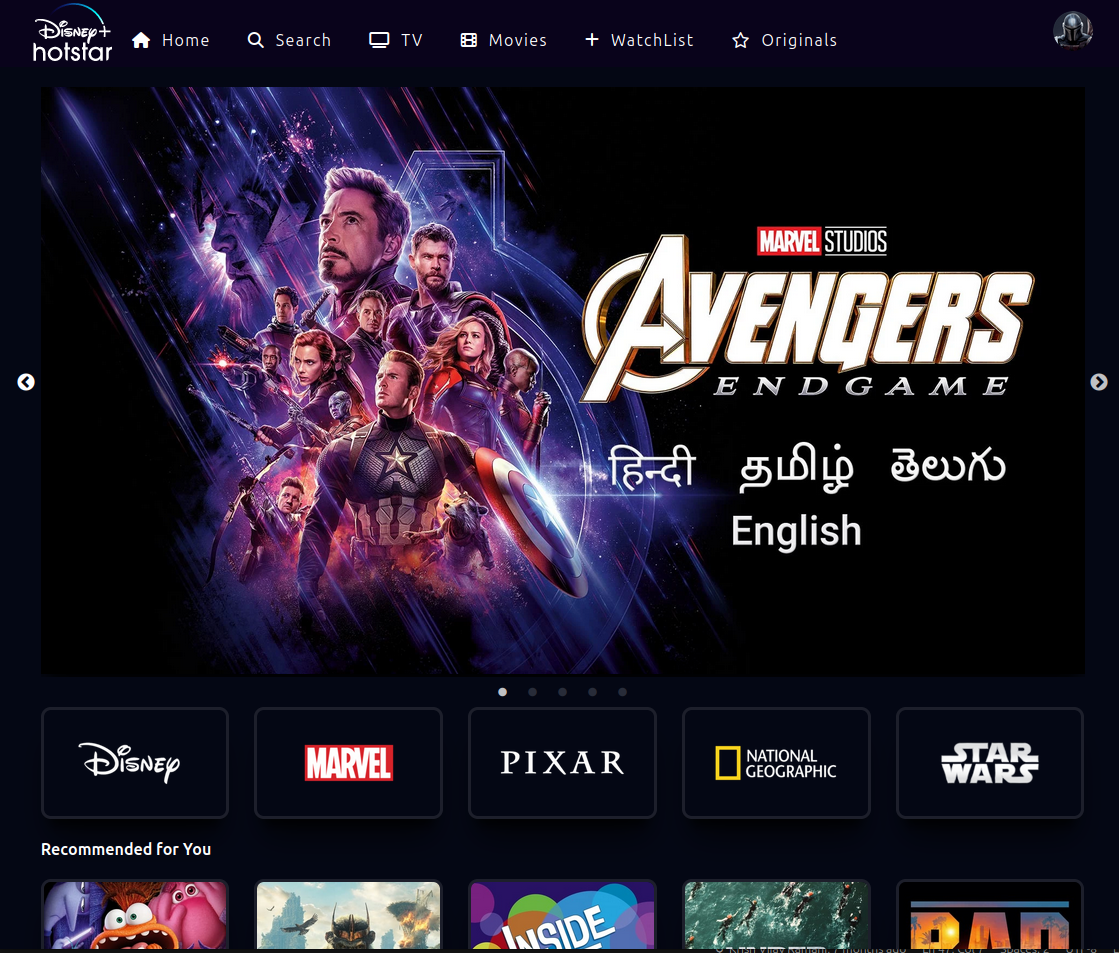 Disney+
hotstar
Home
Search
TV
Movies
WatchList
Originals
MARVEL STUDIOS
AVENGERS
ENDGAME
हिन्दी தமிழ் తెలుగు
English
Disney
MARVEL
PIXAR
NATIONAL
GEOGRAPHIC
STAR
WARS
Recommended for You
INSIDE
BAD